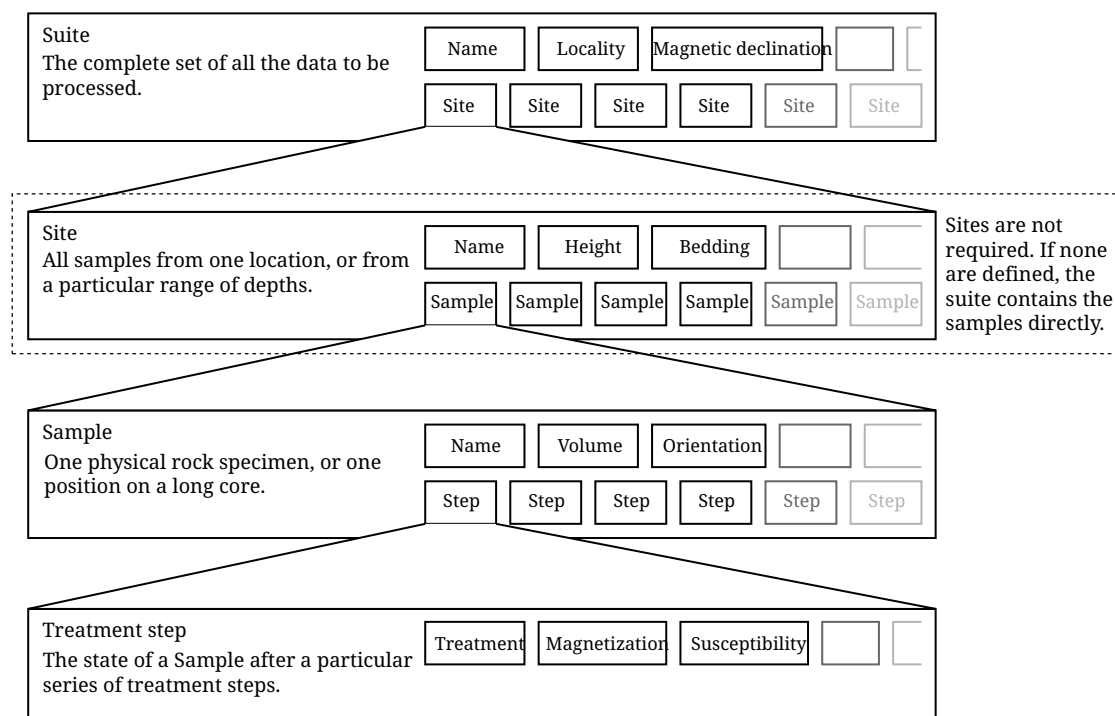 Suite
The complete set of all the data to be
processed.
Name Locality Magnetic declination
Site Site Site Site Site Site
Site
All samples from one location, or from
a particular range of depths.
Name Height Bedding
Sample Sample Sample Sample Sample Sample
Sites are not
required. If none
are defined, the
suite contains the
samples directly.
Sample
One physical rock specimen, or one
position on a long core.
Name Volume Orientation
Step Step Step Step Step Step
Treatment step
The state of a Sample after a particular
series of treatment steps.
Treatment Magnetization Susceptibility